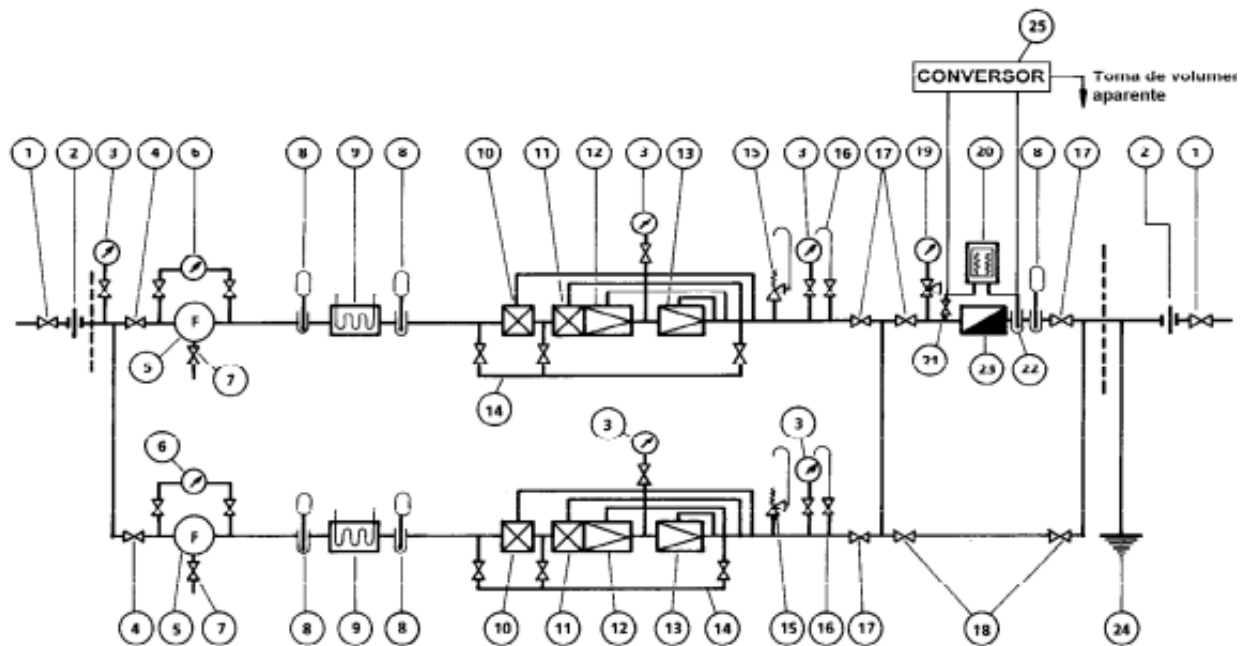 25
CONVERSOR
Toma de volumen
aparente
1 2 3 4 6 8 9 8 10 11 12 3 13 15 3 16 17 19 20 8 17 2 1
F
5 7
14
21 23 22
3 3
6
F
4 5 7 8 9 8 10 11 12 13 14 15 16 17 18 24